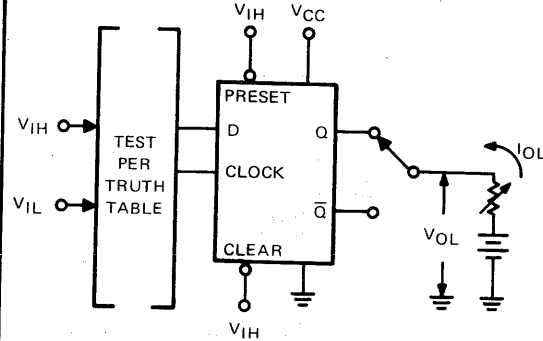 VIH
VCC
PRESET
VIH
D
Q
IOL
TEST
PER
TRUTH
TABLE
CLOCK
VIL
Q̅
VOL
CLEAR
VIH